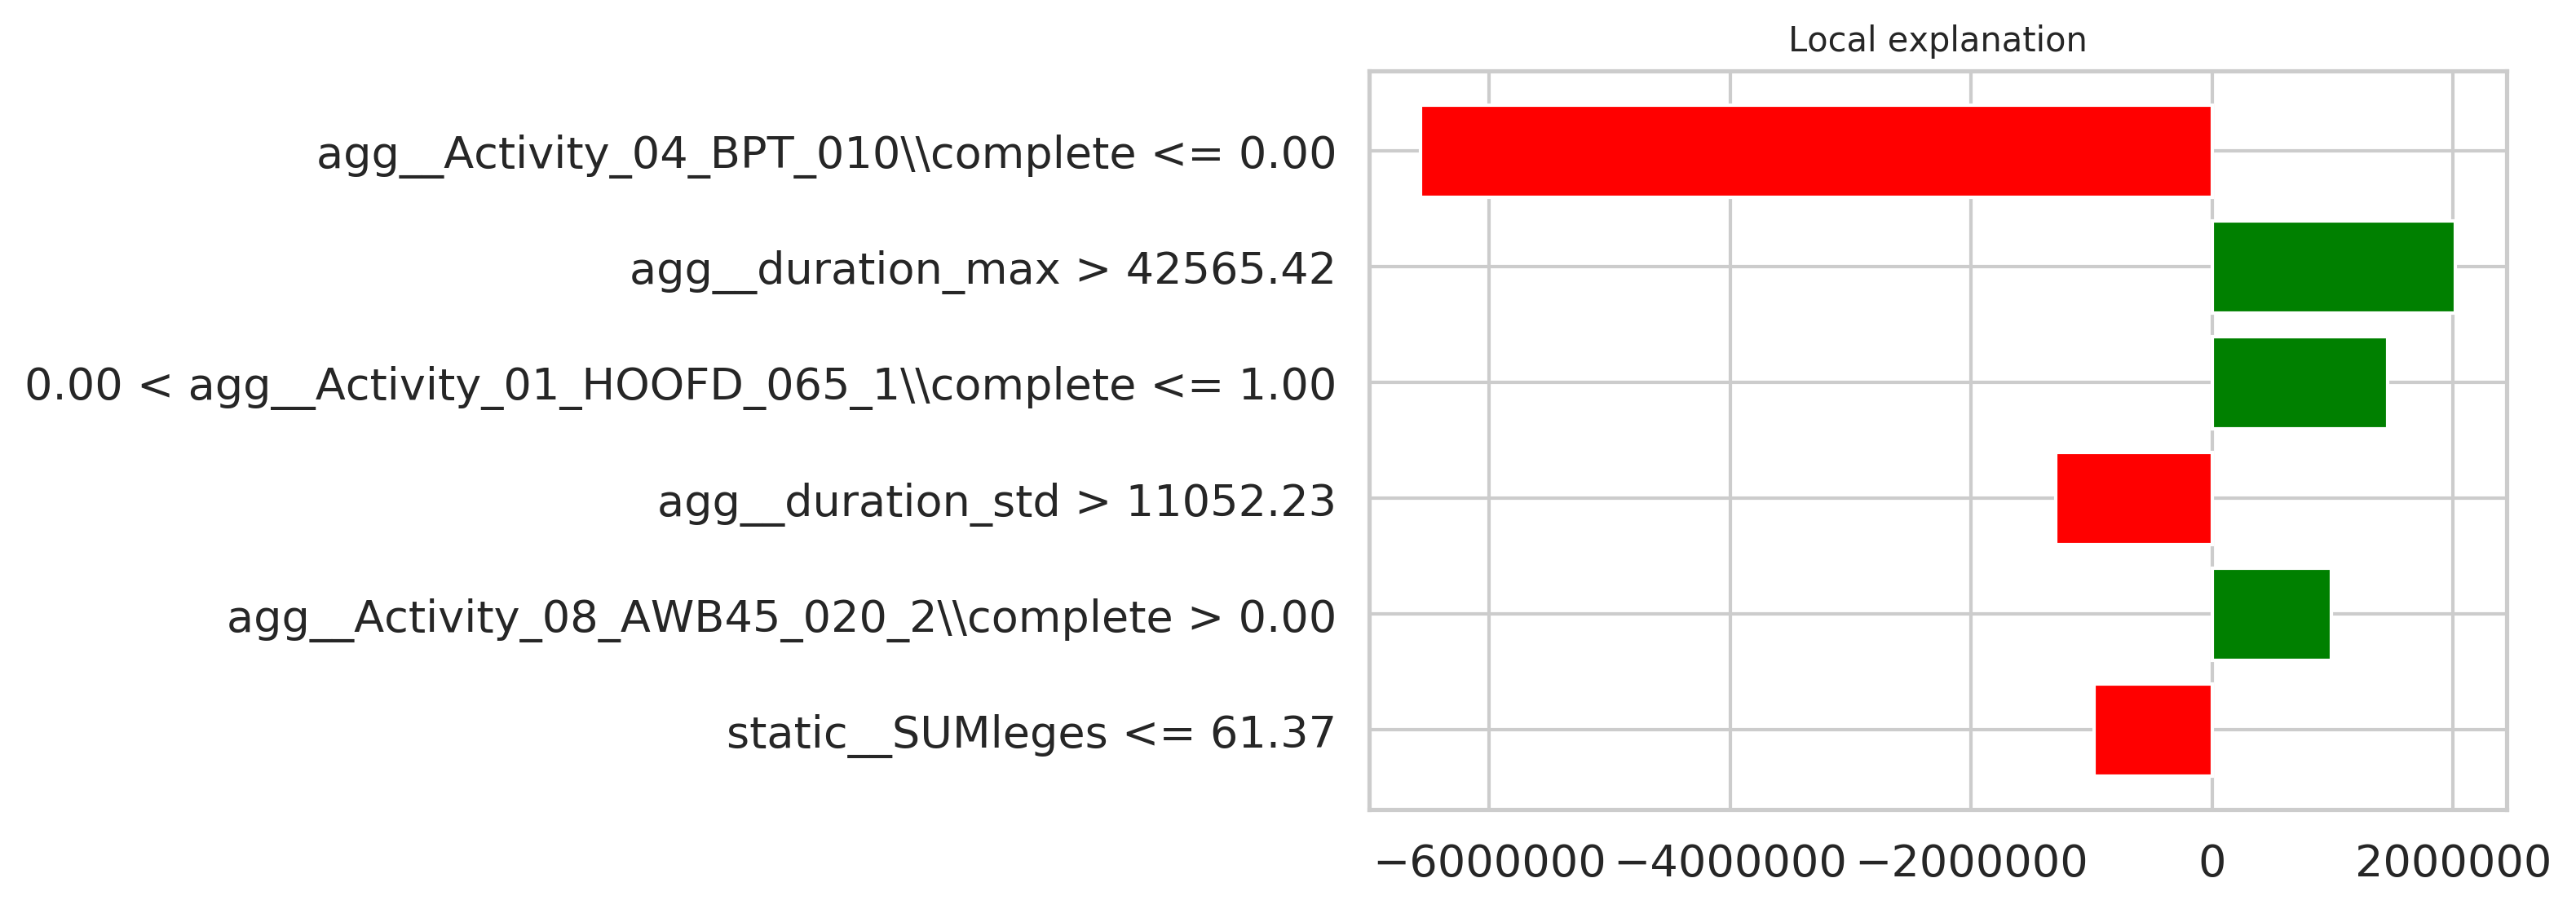 Local explanation
agg__Activity_04_BPT_010\\complete <= 0.00
agg__duration_max > 42565.42
0.00 < agg__Activity_01_HOOFD_065_1\\complete <= 1.00
agg__duration_std > 11052.23
agg__Activity_08_AWB45_020_2\\complete > 0.00
static__SUMleges <= 61.37
−6000000 −4000000 −2000000 0 2000000